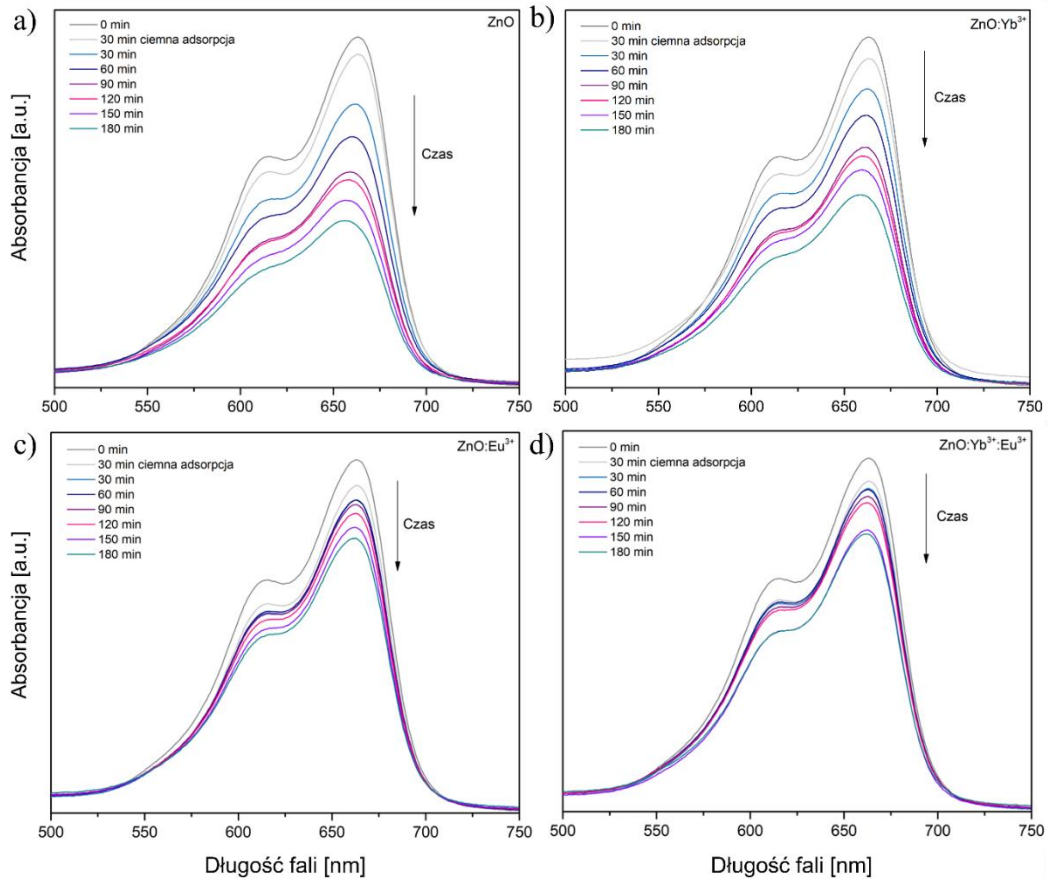 a)
ZnO
0 min
30 min ciemna adsorpcja
30 min
60 min
90 min
120 min
150 min
180 min
Czas
Absorbancja [a.u.]
500 550 600 650 700 750
b)
ZnO:Yb³⁺
0 min
30 min ciemna adsorpcja
30 min
60 min
90 min
120 min
150 min
180 min
Czas
500 550 600 650 700 750
c)
ZnO:Eu³⁺
0 min
30 min ciemna adsorpcja
30 min
60 min
90 min
120 min
150 min
180 min
Czas
Absorbancja [a.u.]
500 550 600 650 700 750
Długość fali [nm]
d)
ZnO:Yb³⁺:Eu³⁺
0 min
30 min ciemna adsorpcja
30 min
60 min
90 min
120 min
150 min
180 min
Czas
500 550 600 650 700 750
Długość fali [nm]